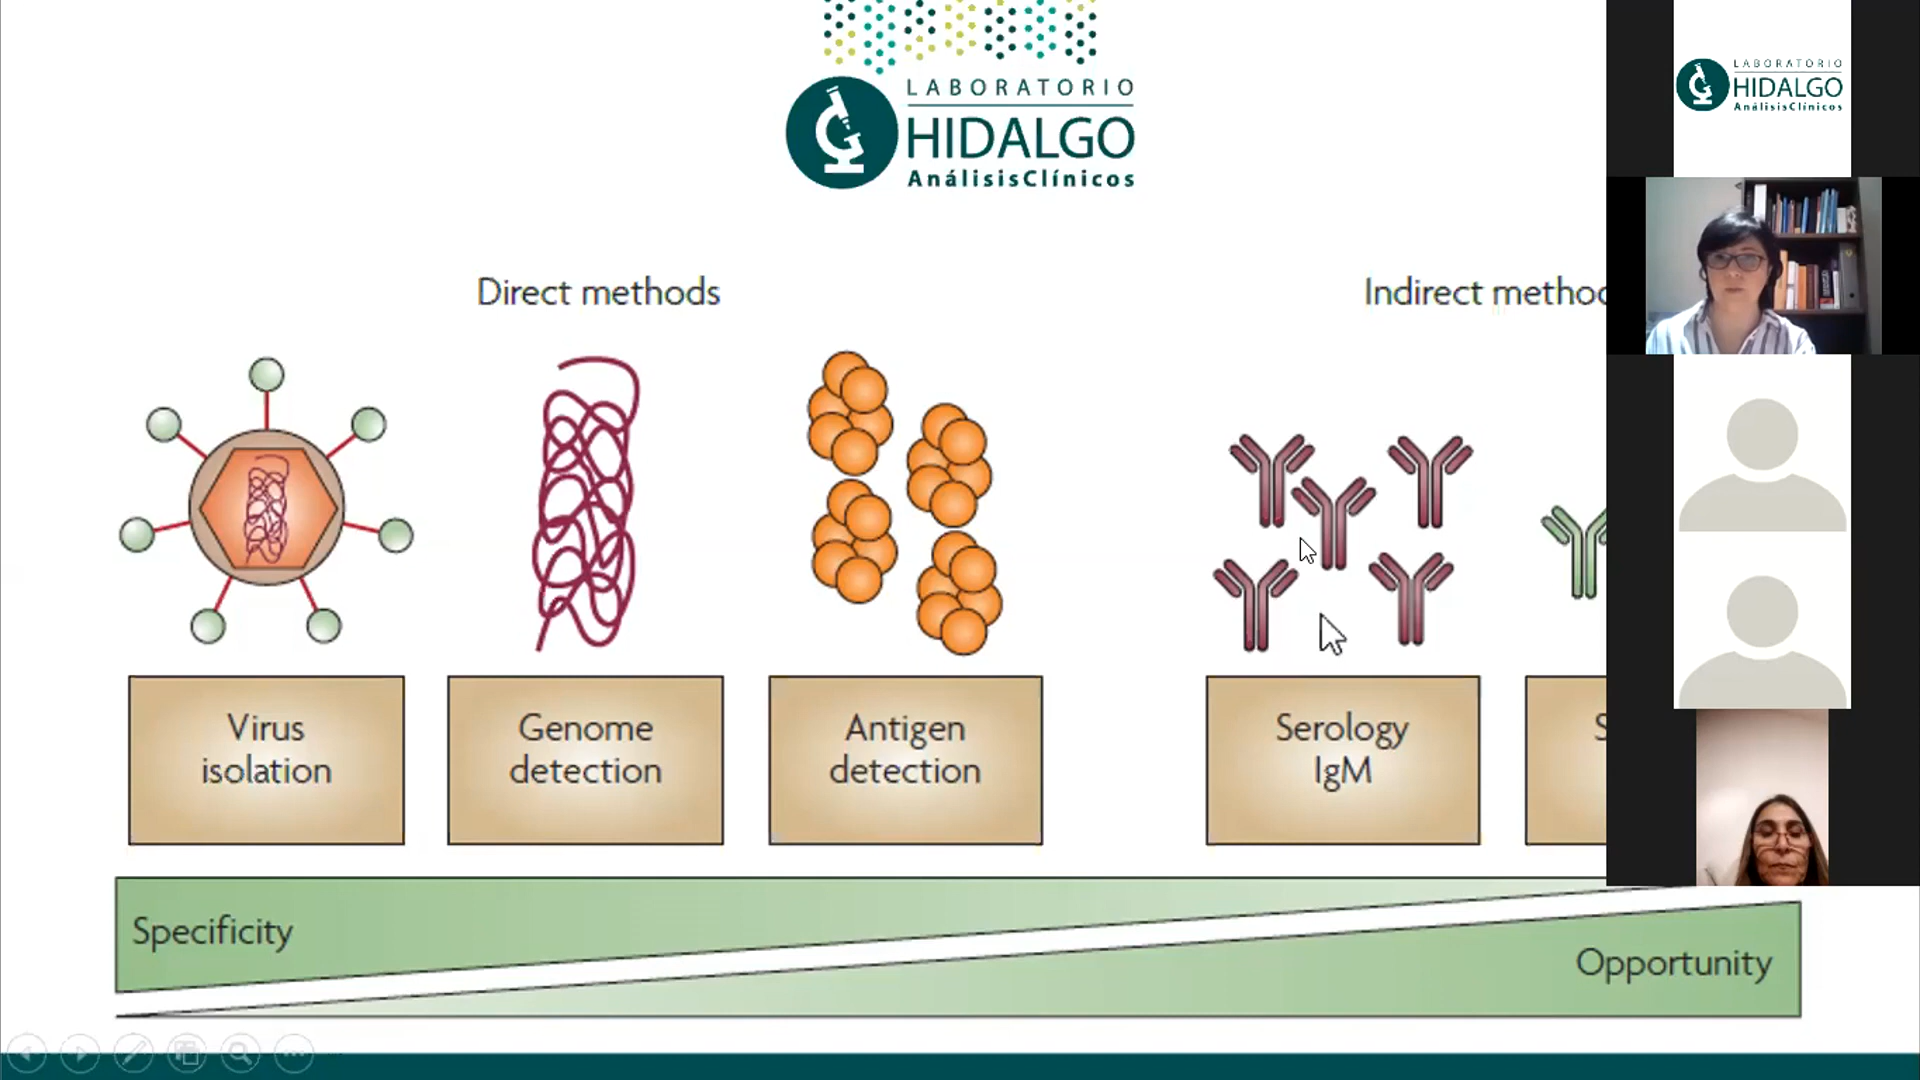 LABORATORIO
HIDALGO
AnálisisClínicos
LABORATORIO
HIDALGO
AnálisisClínicos
Direct methods
Indirect methoc
Virus
isolation
Genome
detection
Antigen
detection
Serology
IgM
S
Specificity
Opportunity